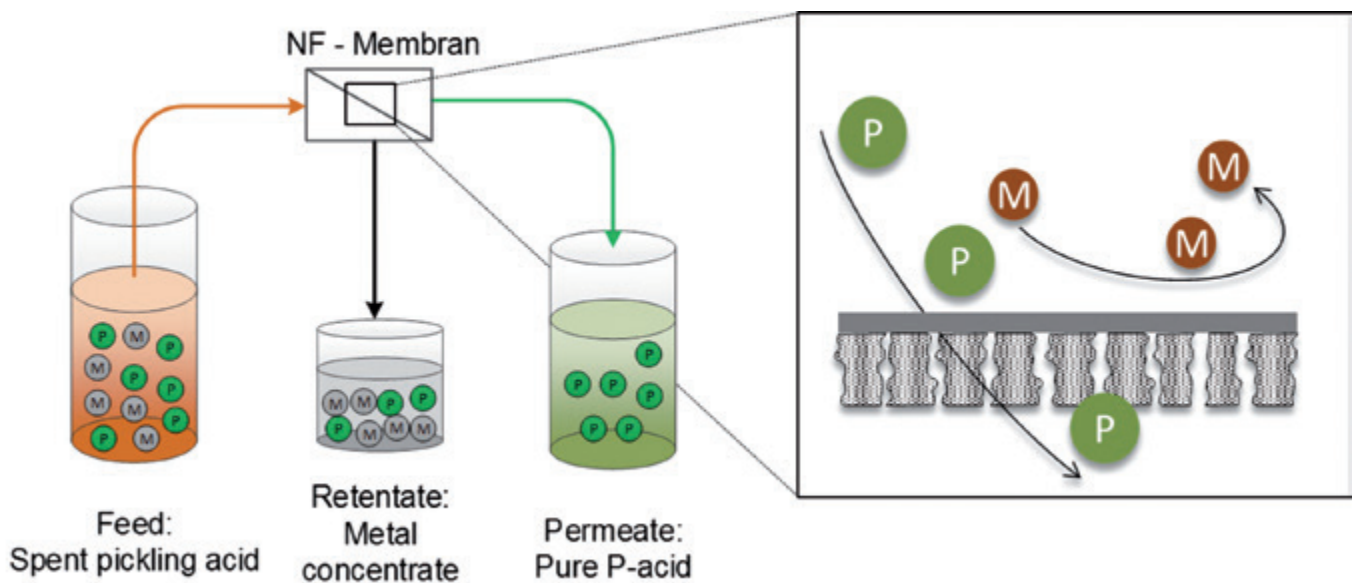 NF - Membran
P
M
P
M
P
P
M
M
P
P
M
M
M
P
P
P
M
M
M
P
P
P
P
P
P
Feed:
Spent pickling acid
Retentate:
Metal
concentrate
Permeate:
Pure P-acid
P
M
M
P
M
P